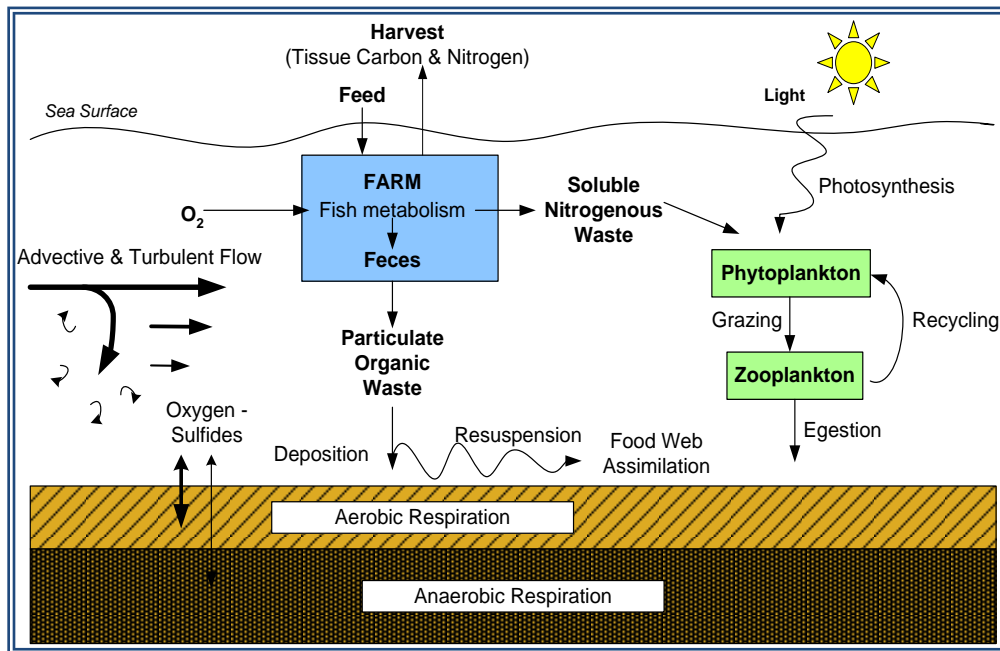 Harvest
(Tissue Carbon & Nitrogen)
Feed
Sea Surface
Light
FARM
Fish metabolism
Feces
O2
Soluble
Nitrogenous
Waste
Photosynthesis
Advective & Turbulent Flow
Phytoplankton
Grazing
Recycling
Zooplankton
Particulate
Organic
Waste
Egestion
Oxygen -
Sulfides
Deposition
Resuspension
Food Web
Assimilation
Aerobic Respiration
Anaerobic Respiration